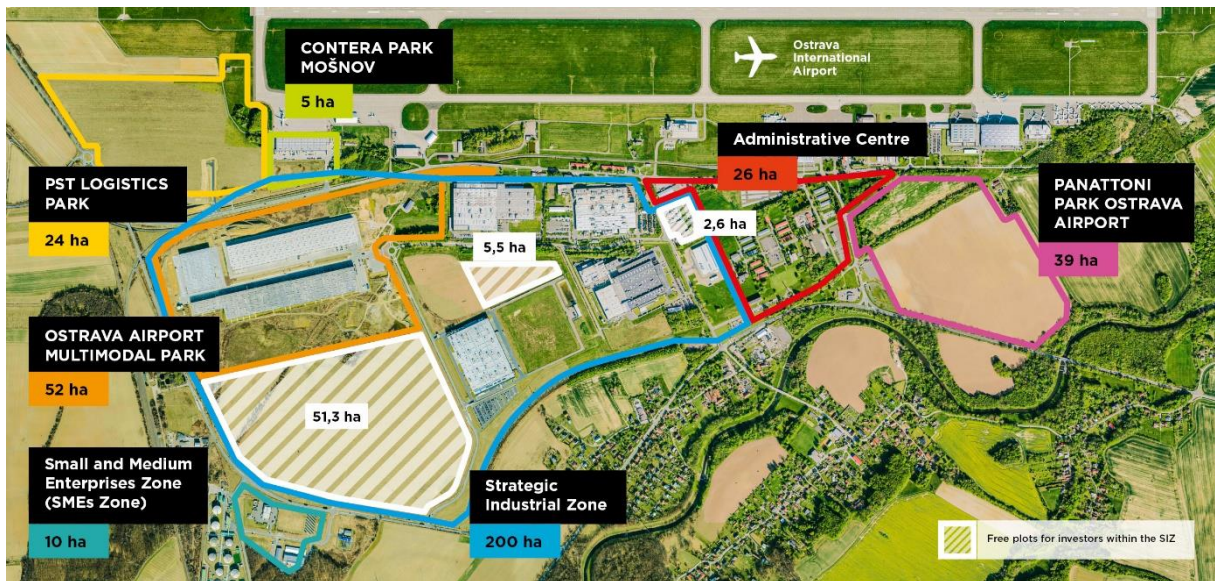 CONTERA PARK
MOŠNOV
5 ha
Ostrava
International
Airport
Administrative Centre
26 ha
PST LOGISTICS
PARK
24 ha
PANATTONI
PARK OSTRAVA
AIRPORT
39 ha
2,6 ha
5,5 ha
OSTRAVA AIRPORT
MULTIMODAL PARK
52 ha
51,3 ha
Small and Medium
Enterprises Zone
(SMEs Zone)
10 ha
Strategic
Industrial Zone
200 ha
Free plots for investors within the SIZ